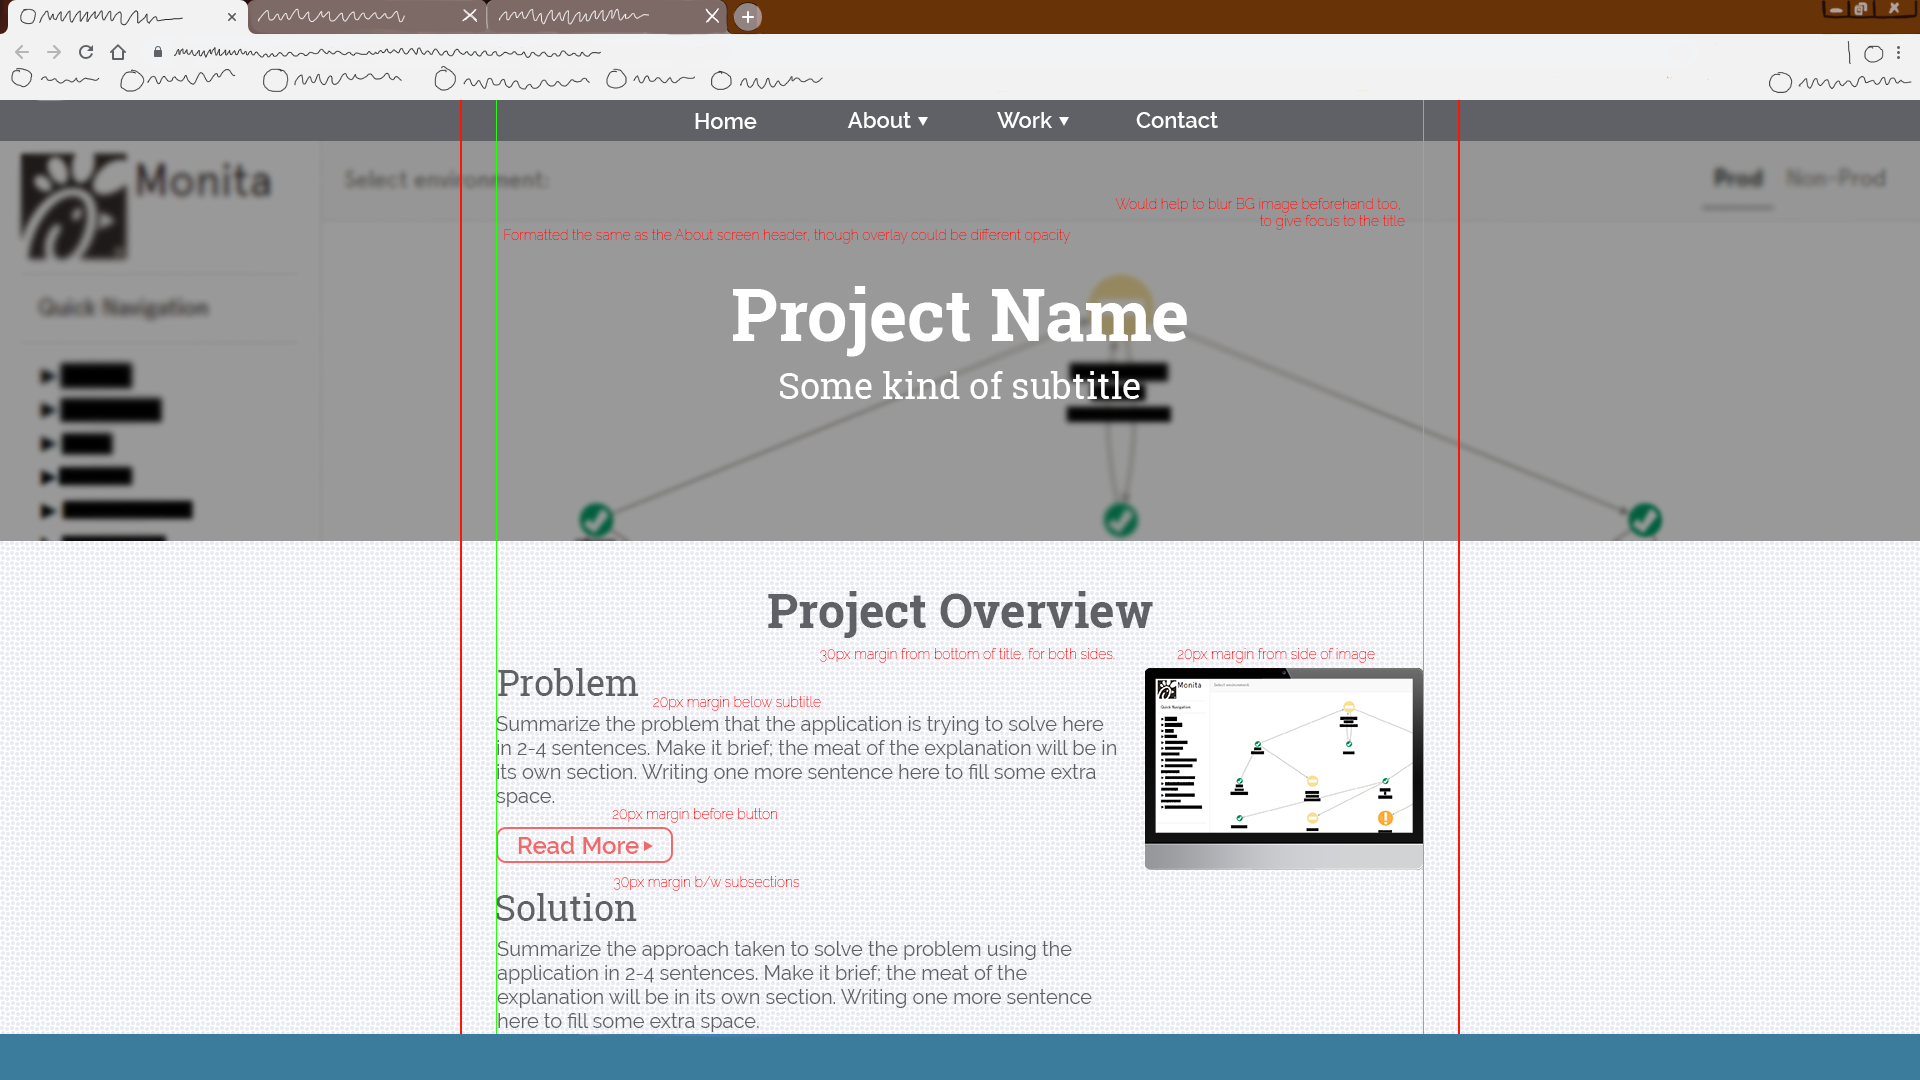 Home About Work Contact
Monita
Select environment:
Prod Non-Prod
Would help to blur BG image beforehand too,
to give focus to the title
Formatted the same as the About screen header, though overlay could be different opacity
Quick Navigation
Project Name
Some kind of subtitle
Project Overview
30px margin from bottom of title, for both sides.
20px margin from side of image
Problem
20px margin below subtitle
Summarize the problem that the application is trying to solve here
in 2-4 sentences. Make it brief; the meat of the explanation will be in
its own section. Writing one more sentence here to fill some extra
space.
20px margin before button
Read More
Monita
Select environment:
Quick Navigation
30px margin b/w subsections
Solution
Summarize the approach taken to solve the problem using the
application in 2-4 sentences. Make it brief; the meat of the
explanation will be in its own section. Writing one more sentence
here to fill some extra space.